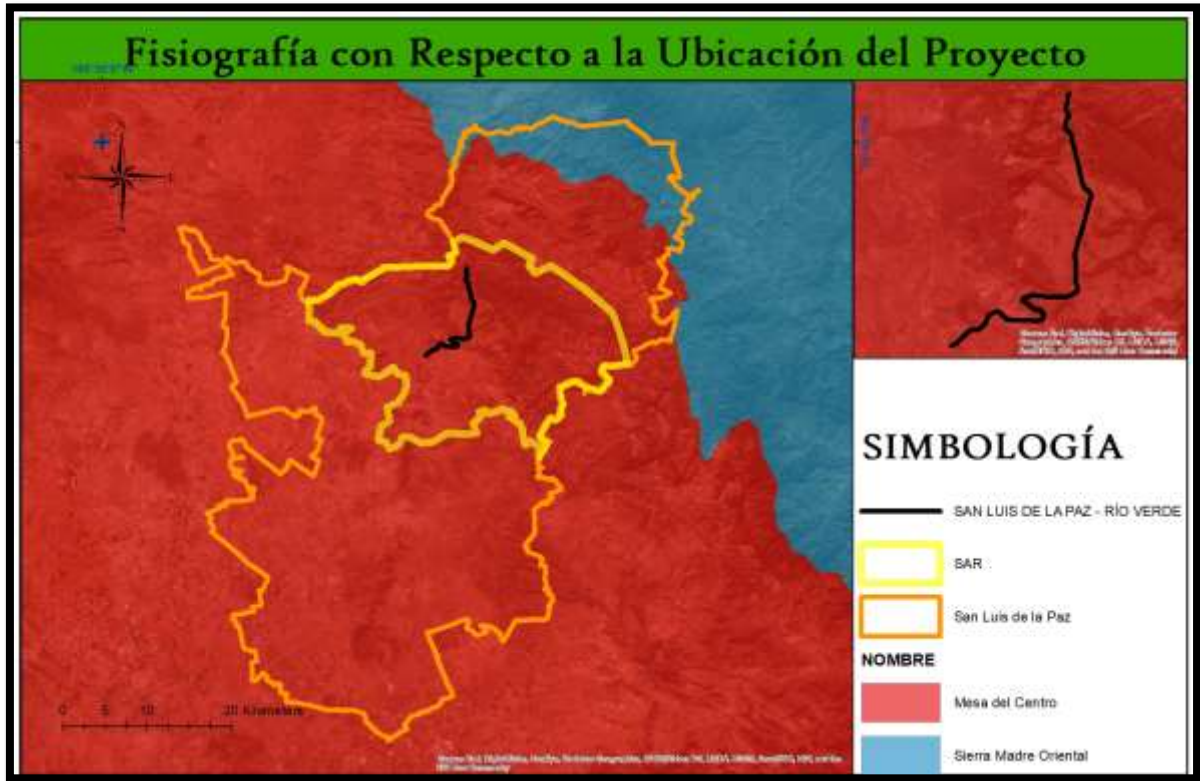 Fisiografía con Respecto a la Ubicación del Proyecto
SIMBOLOGÍA
SAN LUIS DE LA PAZ - RÍO VERDE
SAR
San Luis de la Paz
NOMBRE
Mesa del Centro
Sierra Madre Oriental
0 5 10 20 Kilometers